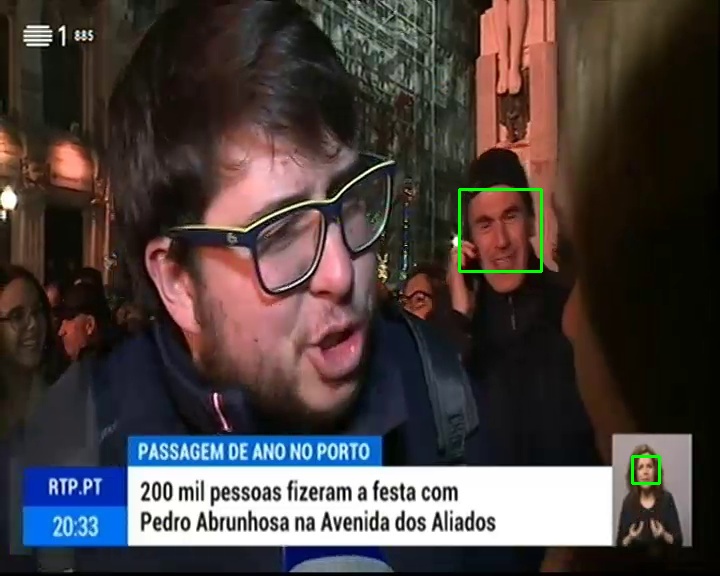 1 885
PASSAGEM DE ANO NO PORTO
RTP.PT
200 mil pessoas fizeram a festa com
20:33
Pedro Abrunhosa na Avenida dos Aliados